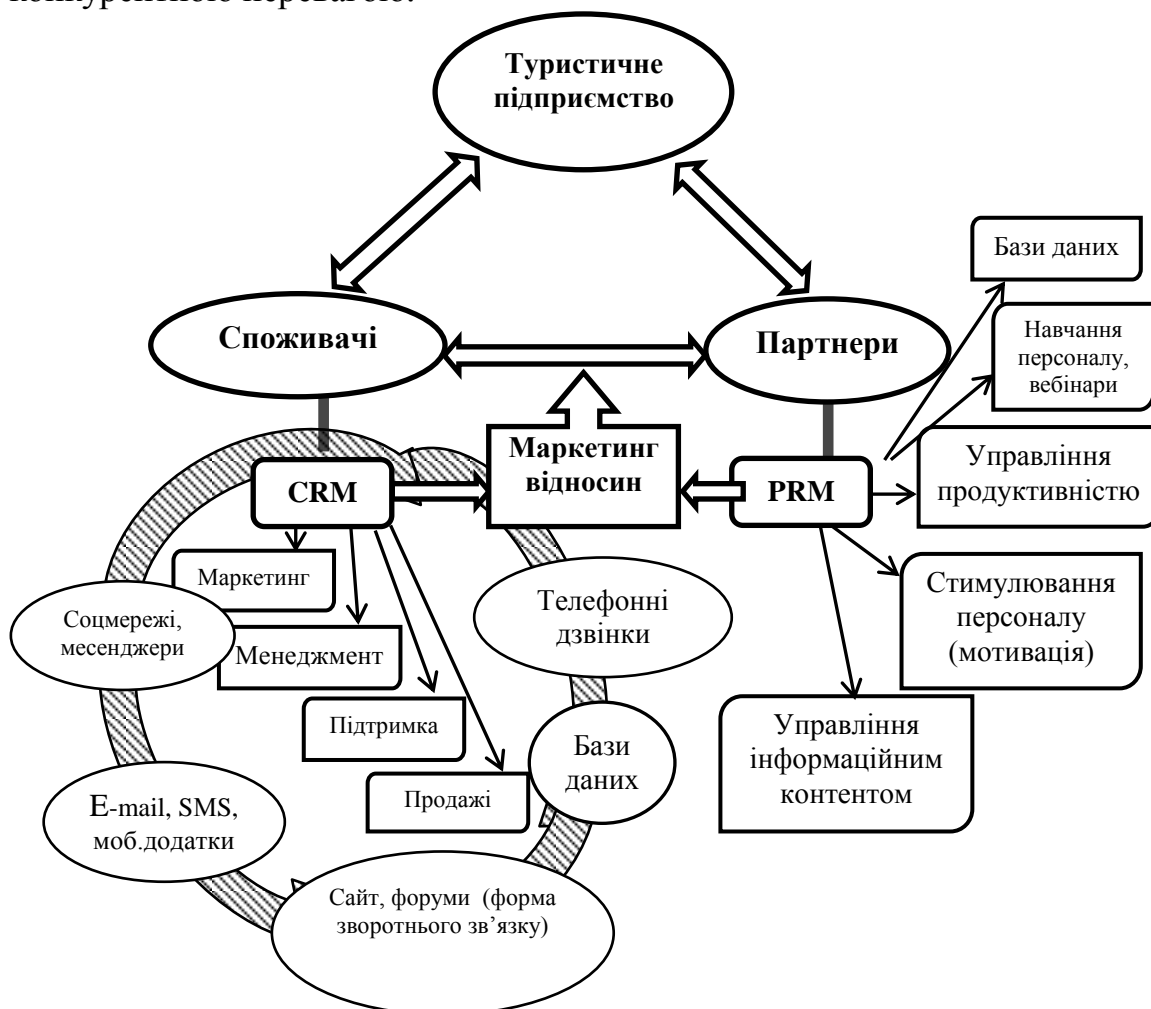 конкурентною перевагою.
Туристичне
підприємство
Споживачі
Партнери
Бази даних
Навчання
персоналу,
вебінари
Маркетинг
відносин
CRM
PRM
Управління
продуктивністю
Маркетинг
Соцмережі,
месенджери
Менеджмент
Телефонні
дзвінки
Стимулювання
персоналу
(мотивація)
Підтримка
Управління
інформаційним
контентом
Бази
даних
Продажі
E-mail, SMS,
моб.додатки
Сайт, форуми (форма
зворотнього зв’язку)